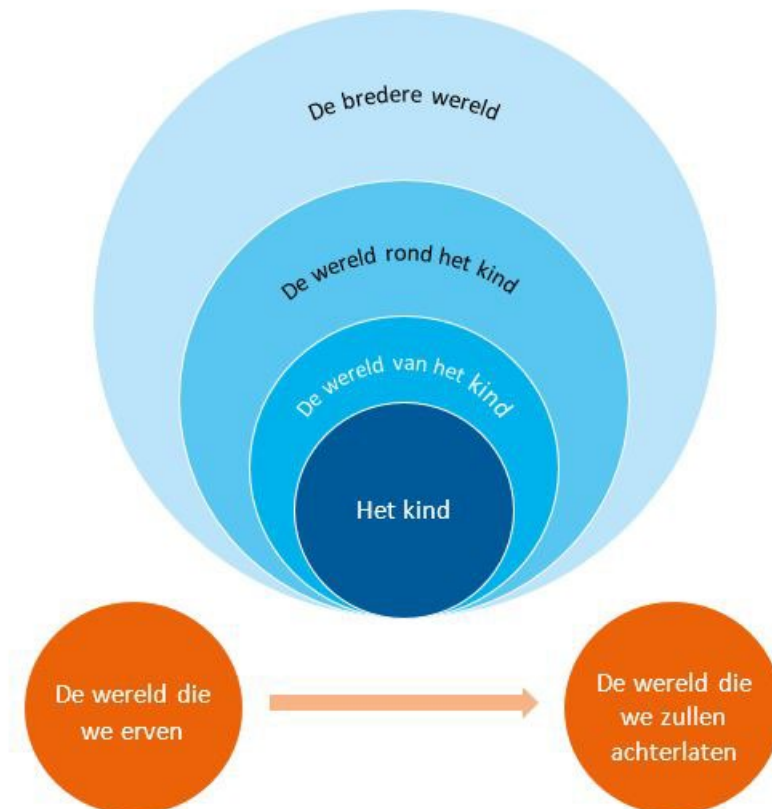 De bredere wereld
De wereld rond het kind
De wereld van het kind
Het kind
De wereld die
we erven
De wereld die
we zullen
achterlaten